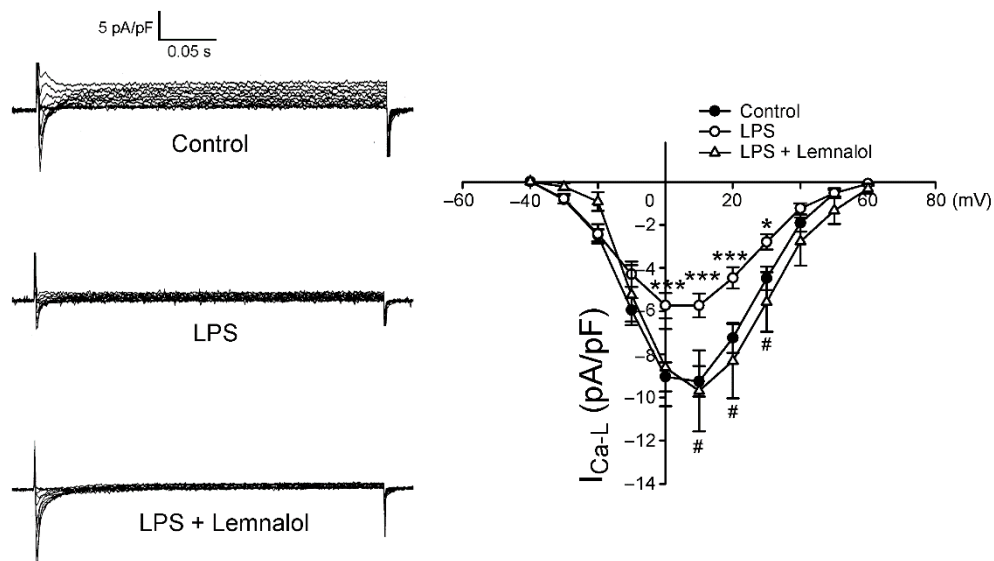 5 pA/pF
0.05 s
Control
LPS
LPS + Lemnalol
Control
LPS
LPS + Lemnalol
−60 −40 −20 0 20 40 60 80 (mV)
−2
−4
−6
−8
−10
−12
−14
I Ca-L (pA/pF)
*** *** *** *
# # #